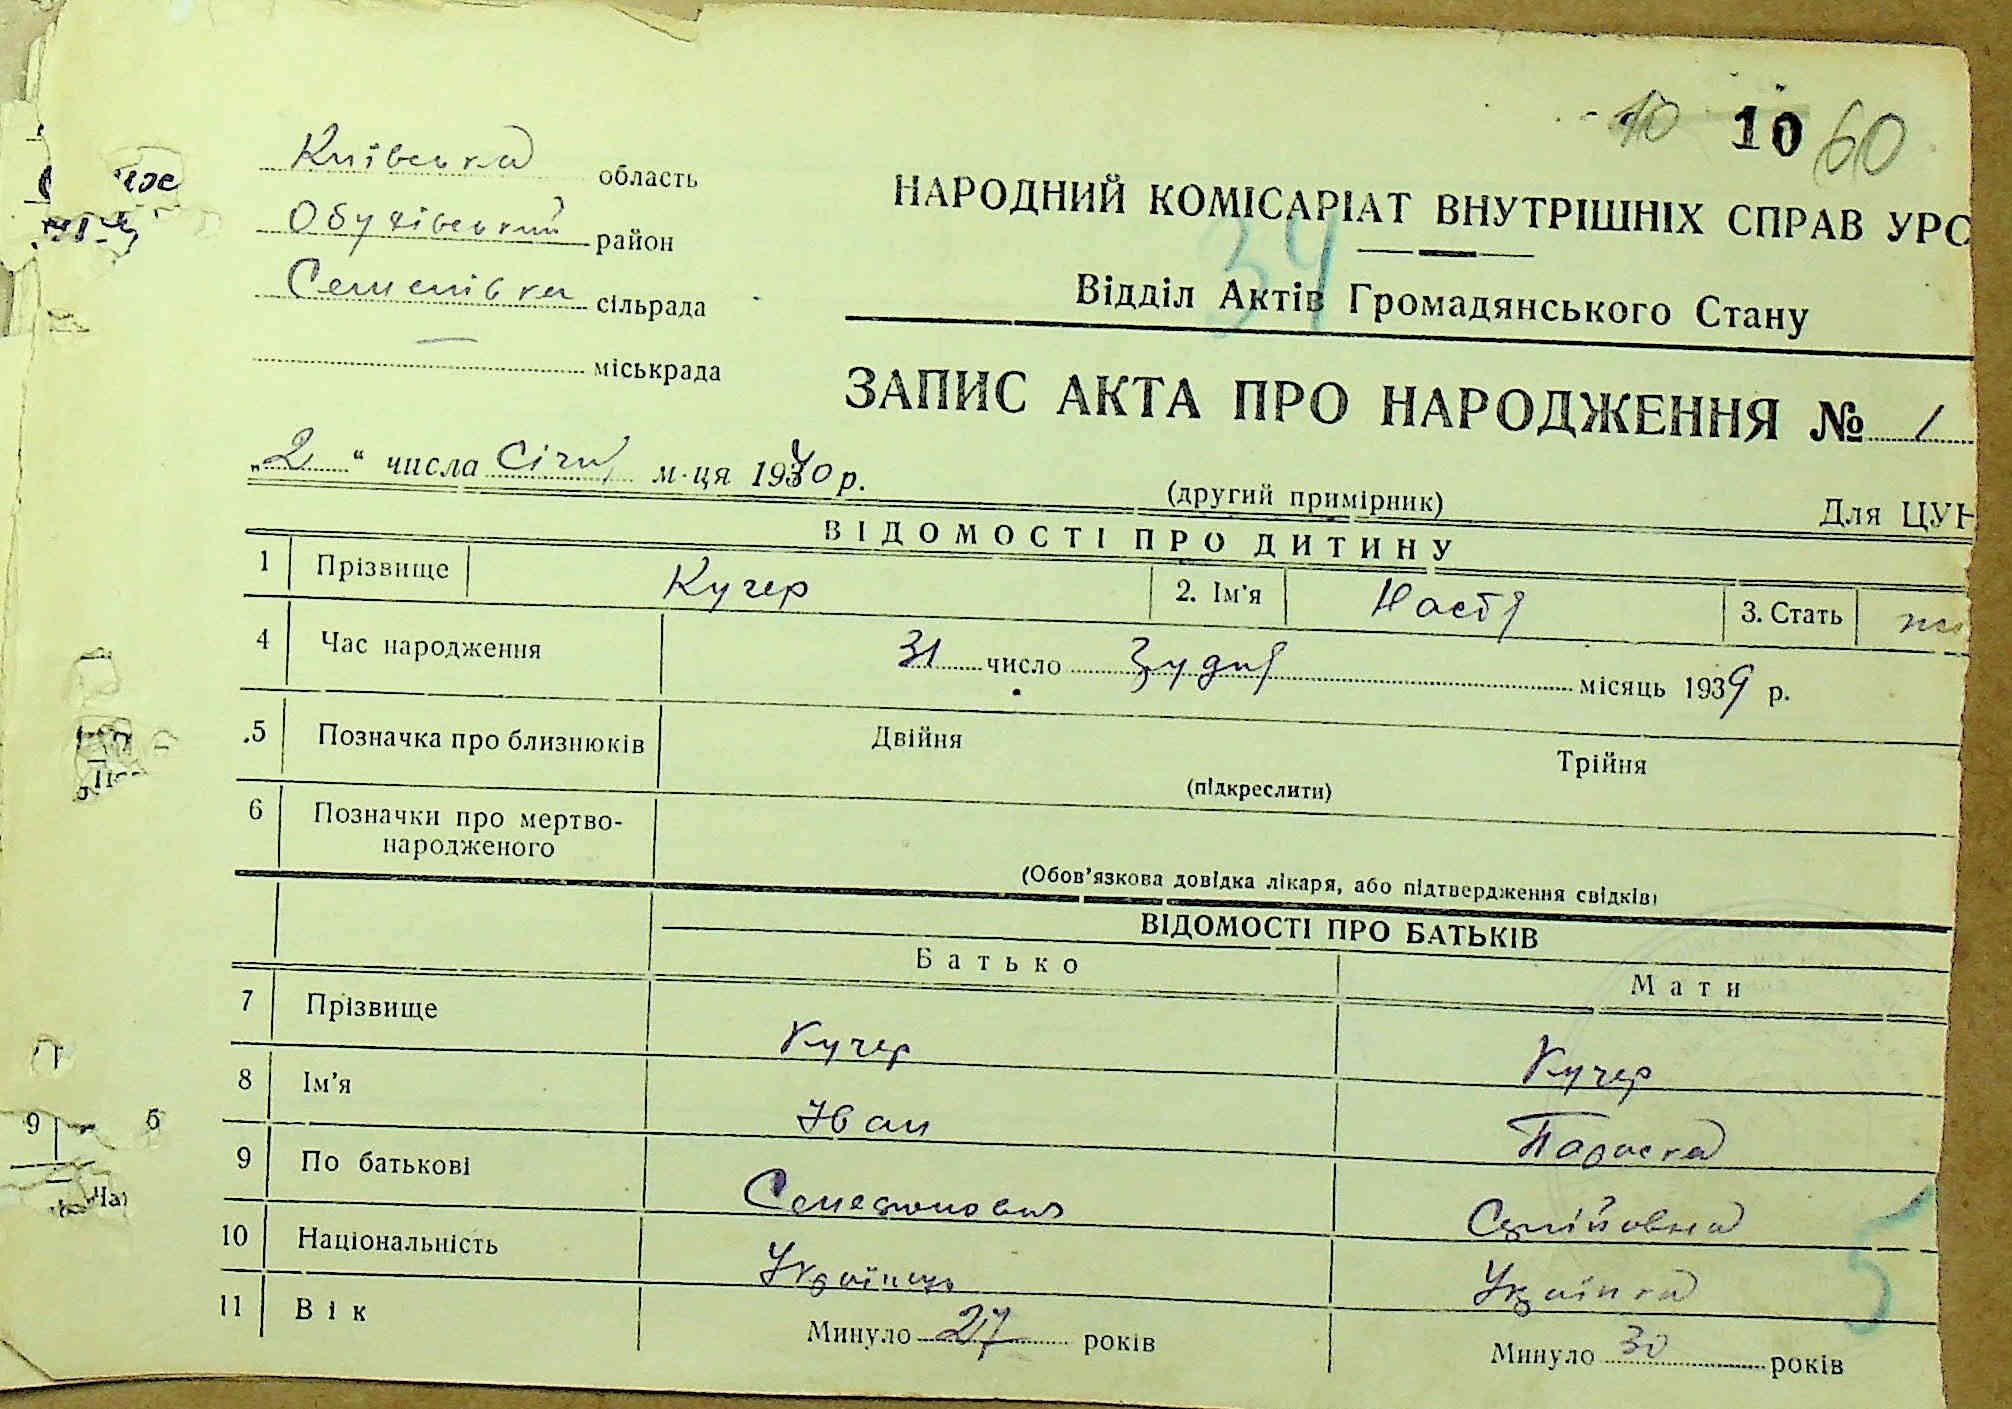 10 60
Київська область
Обухівський район
Семенівка сільрада
— міськрада
НАРОДНИЙ КОМІСАРІАТ ВНУТРІШНІХ СПРАВ УРС
34
Відділ Актів Громадянського Стану
ЗАПИС АКТА ПРО НАРОДЖЕННЯ № 1
„2“ числа Січня м-ця 1940 р.
(другий примірник) Для ЦУН
ВІДОМОСТІ ПРО ДИТИНУ
1 Прізвище Кучер 2. Ім'я Настя 3. Стать
4 Час народження 31 число Грудня місяць 1939 р.
5 Позначка про близнюків Двійня Трійня
(підкреслити)
6 Позначки про мертво-
народженого
(Обов'язкова довідка лікаря, або підтвердження свідків)
ВІДОМОСТІ ПРО БАТЬКІВ
Батько Мати
7 Прізвище Кучер Кучер
8 Ім'я Іван Параска
9 По батькові Сергійовна
10 Національність Українець Українка
11 Вік Минуло 27 років Минуло 30 років
5